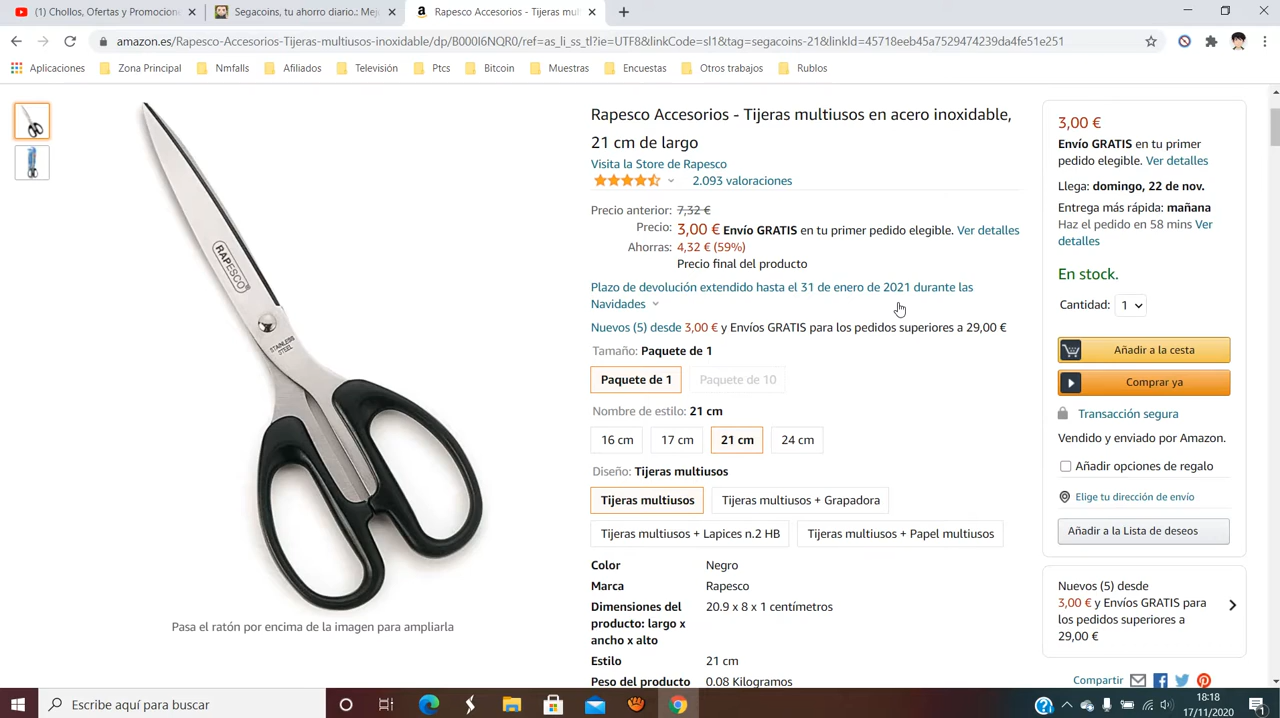 (1) Chollos, Ofertas y Promocione
Segacoins, tu ahorro diario.: Mej
Rapesco Accesorios - Tijeras mult
amazon.es/Rapesco-Accesorios-Tijeras-multiusos-inoxidable/dp/B000I6NQR0/ref=as_li_ss_tl?ie=UTF8&linkCode=sl1&tag=segacoins-21&linkId=45718eeb45a7529474239da4fe51e251
Aplicaciones
Zona Principal
Nmfalls
Afiliados
Televisión
Ptcs
Bitcoin
Muestras
Encuestas
Otros trabajos
Rublos
RAPESCO
STAINLESS
STEEL
Pasa el ratón por encima de la imagen para ampliarla
Rapesco Accesorios - Tijeras multiusos en acero inoxidable,
21 cm de largo
Visita la Store de Rapesco
2.093 valoraciones
Precio anterior: 7,32 €
Precio: 3,00 € Envío GRATIS en tu primer pedido elegible. Ver detalles
Ahorras: 4,32 € (59%)
Precio final del producto
Plazo de devolución extendido hasta el 31 de enero de 2021 durante las
Navidades
Nuevos (5) desde 3,00 € y Envíos GRATIS para los pedidos superiores a 29,00 €
Tamaño: Paquete de 1
Paquete de 1
Paquete de 10
Nombre de estilo: 21 cm
16 cm
17 cm
21 cm
24 cm
Diseño: Tijeras multiusos
Tijeras multiusos
Tijeras multiusos + Grapadora
Tijeras multiusos + Lapices n.2 HB
Tijeras multiusos + Papel multiusos
Color Negro
Marca Rapesco
Dimensiones del 20.9 x 8 x 1 centímetros
producto: largo x
ancho x alto
Estilo 21 cm
Peso del producto 0.08 Kilogramos
3,00 €
Envío GRATIS en tu primer
pedido elegible. Ver detalles
Llega: domingo, 22 de nov.
Entrega más rápida: mañana
Haz el pedido en 58 mins Ver
detalles
En stock.
Cantidad: 1
Añadir a la cesta
Comprar ya
Transacción segura
Vendido y enviado por Amazon.
Añadir opciones de regalo
Elige tu dirección de envío
Añadir a la Lista de deseos
Nuevos (5) desde
3,00 € y Envíos GRATIS para
los pedidos superiores a
29,00 €
Compartir
Escribe aquí para buscar
18:18
17/11/2020
1